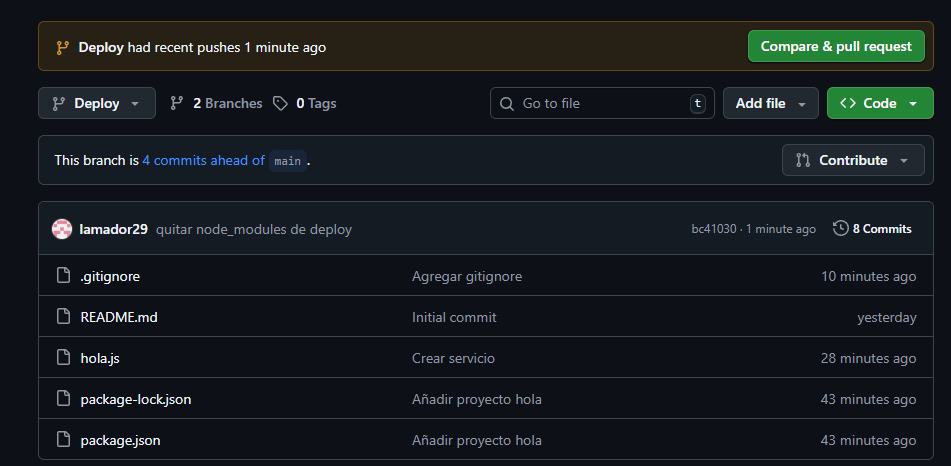 Deploy had recent pushes 1 minute ago
Compare & pull request
Deploy
2 Branches
0 Tags
Go to file
t
Add file
Code
This branch is 4 commits ahead of main .
Contribute
lamador29 quitar node_modules de deploy
bc41030 · 1 minute ago
8 Commits
.gitignore Agregar gitignore 10 minutes ago
README.md Initial commit yesterday
hola.js Crear servicio 28 minutes ago
package-lock.json Añadir proyecto hola 43 minutes ago
package.json Añadir proyecto hola 43 minutes ago